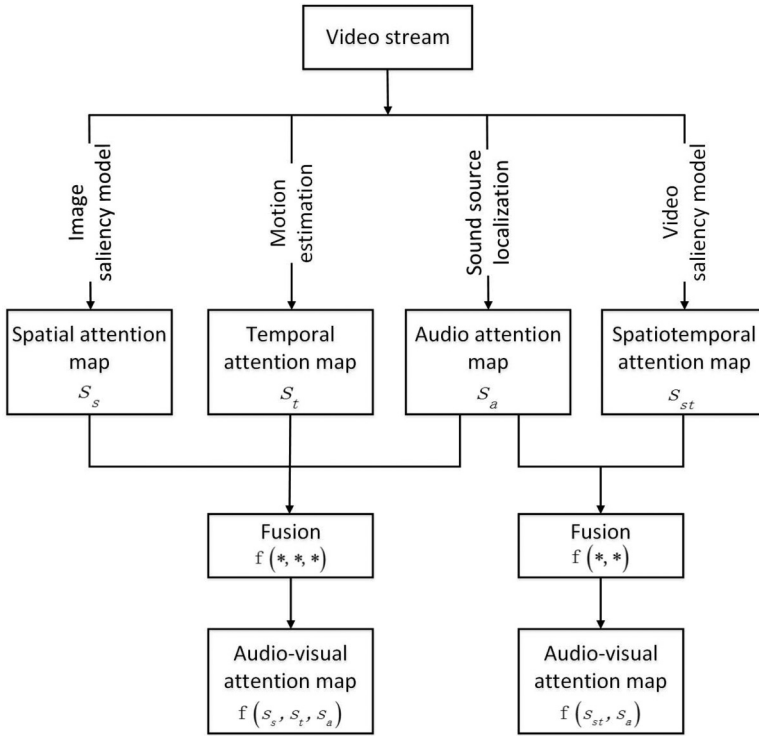 Video stream
Image
saliency model
Motion
estimation
Sound source
localization
Video
saliency model
Spatial attention
map
S_s
Temporal
attention map
S_t
Audio attention
map
S_a
Spatiotemporal
attention map
S_st
Fusion
f(*, *, *)
Fusion
f(*, *)
Audio-visual
attention map
f(s_s, s_t, s_a)
Audio-visual
attention map
f(s_st, s_a)